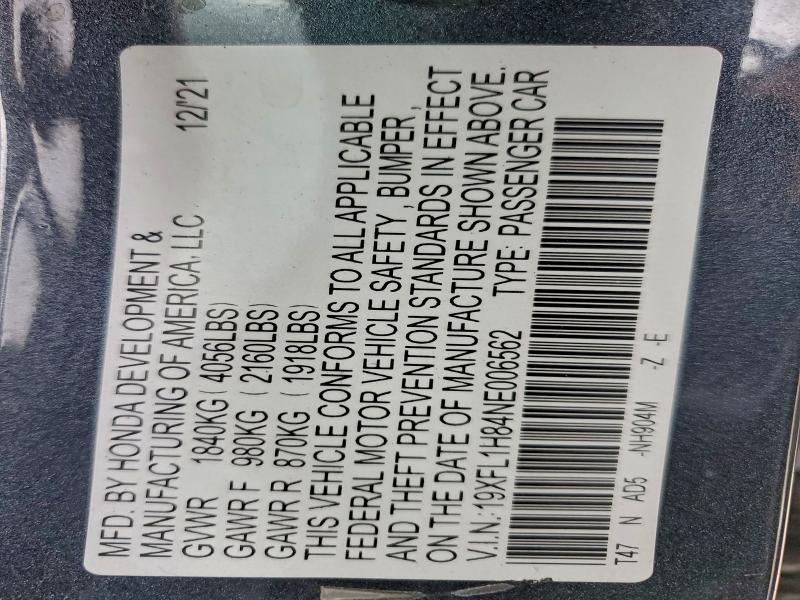 MFD. BY HONDA DEVELOPMENT &
MANUFACTURING OF AMERICA, LLC
GVWR 1840KG ( 4056LBS) 12/'21
GAWR F 980KG ( 2160LBS)
GAWR R 870KG ( 1918LBS)
THIS VEHICLE CONFORMS TO ALL APPLICABLE
FEDERAL MOTOR VEHICLE SAFETY , BUMPER ,
AND THEFT PREVENTION STANDARDS IN EFFECT
ON THE DATE OF MANUFACTURE SHOWN ABOVE.
V.I.N.: 19XFL1H84NE006562 TYPE: PASSENGER CAR
T47 N AD5 -NH904M -Z -E